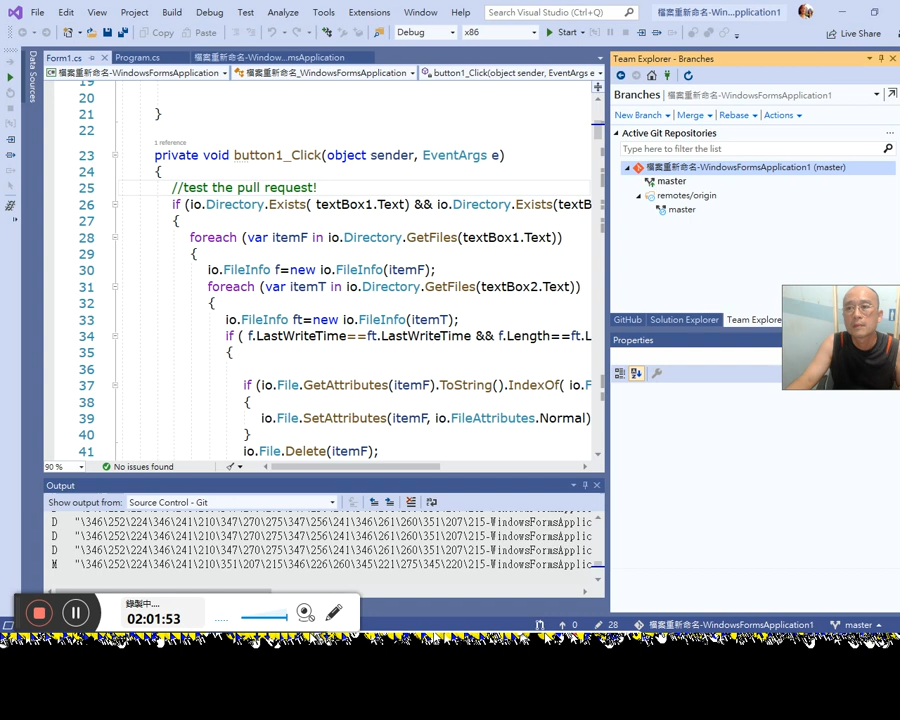 File Edit View Project Build Debug Team Tools Test Analyze Extensions Window Help Search Visual Studio (Ctrl+Q) 檔案重新命名-Win...pplication1
Copy Paste Debug x86 Start Live Share
Form1.cs Program.cs 檔案重新命名-Window...msApplication
檔案重新命名-WindowsFormsApplication1 檔案重新命名_WindowsFormsApplication button1_Click(object sender, EventArgs e
19
20
21 }
22
1 reference
23 private void button1_Click(object sender, EventArgs e)
24 {
25 //test the pull request!
26 if (io.Directory.Exists( textBox1.Text) && io.Directory.Exists(textB
27 {
28 foreach (var itemF in io.Directory.GetFiles(textBox1.Text))
29 {
30 io.FileInfo f=new io.FileInfo(itemF);
31 foreach (var itemT in io.Directory.GetFiles(textBox2.Text))
32 {
33 io.FileInfo ft=new io.FileInfo(itemT);
34 if ( f.LastWriteTime==ft.LastWriteTime && f.Length==ft.L
35 {
36
37 if (io.File.GetAttributes(itemF).ToString().IndexOf( io.F
38 {
39 io.File.SetAttributes(itemF, io.FileAttributes.Normal)
40 }
41 io.File.Delete(itemF);
90 % No issues found
Data Sources
Output
Show output from: Source Control - Git
D "\346\252\224\346\241\210\347\270\275\347\256\241\346\261\260\351\207\215-WindowsFormsApplic
D "\346\252\224\346\241\210\347\270\275\347\256\241\346\261\260\351\207\215-WindowsFormsApplic
D "\346\252\224\346\241\210\347\270\275\347\256\241\346\261\260\351\207\215-WindowsFormsApplic
M "\346\252\224\346\241\210\351\207\215\346\226\260\345\221\275\345\220\215-WindowsFormsApplic
Team Explorer - Branches
Branches | 檔案重新命名-WindowsFormsApplication1
New Branch Merge Rebase Actions
Active Git Repositories
Type here to filter the list
檔案重新命名-WindowsFormsApplication1 (master)
master
remotes/origin
master
GitHub Solution Explorer Team Explore
Properties
錄製中....
02:01:53
0 28 檔案重新命名-WindowsFormsApplication1 master